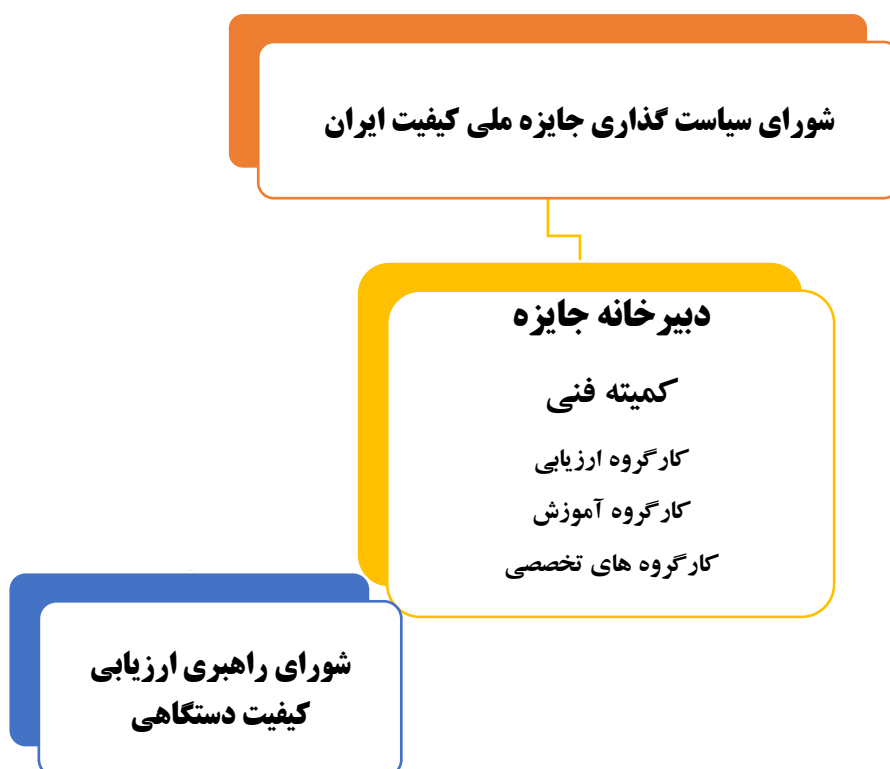 شورای سیاست گذاری جایزه ملی کیفیت ایران
دبیرخانه جایزه
کمیته فنی
کارگروه ارزیابی
کارگروه آموزش
کارگروه های تخصصی
شورای راهبری ارزیابی
کیفیت دستگاهی